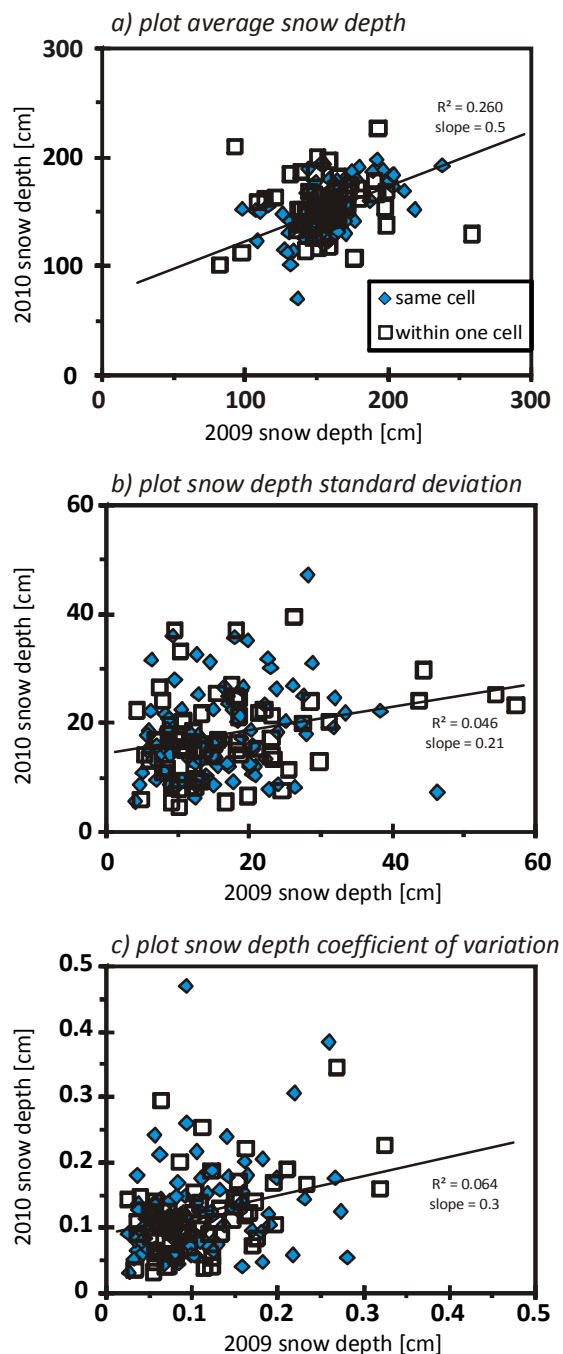 a) plot average snow depth
300
200
100
0
2010 snow depth [cm]
R² = 0.260
slope = 0.5
same cell
within one cell
0
100
200
300
2009 snow depth [cm]
b) plot snow depth standard deviation
60
40
20
0
2010 snow depth [cm]
R² = 0.046
slope = 0.21
0
20
40
60
2009 snow depth [cm]
c) plot snow depth coefficient of variation
0.5
0.4
0.3
0.2
0.1
0
2010 snow depth [cm]
R² = 0.064
slope = 0.3
0
0.1
0.2
0.3
0.4
0.5
2009 snow depth [cm]